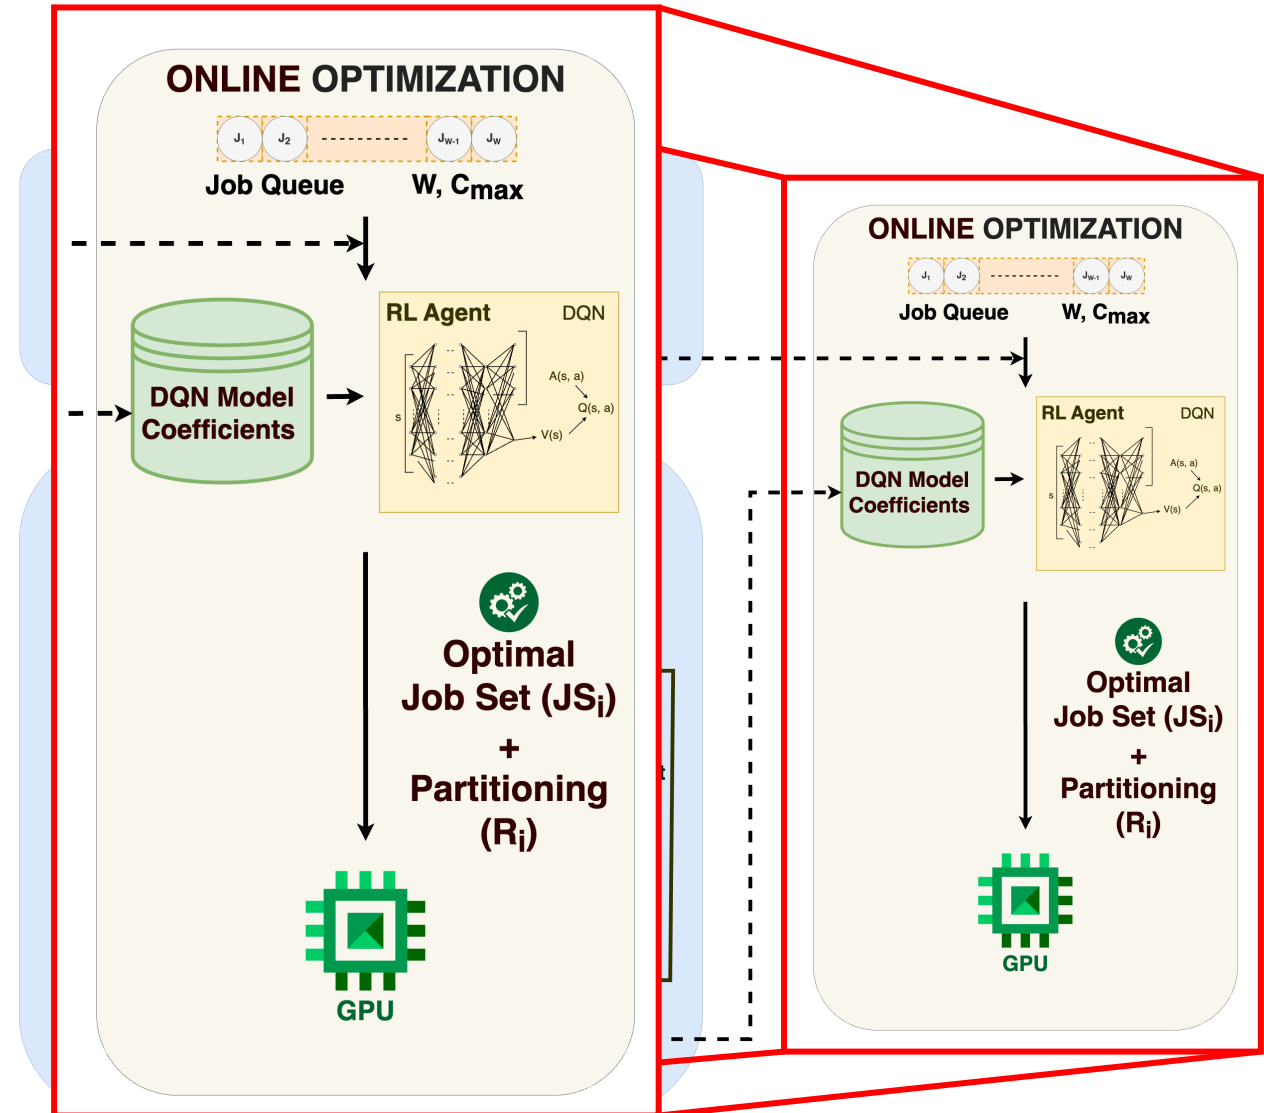 ONLINE OPTIMIZATION
J1 J2 JW-1 JW
Job Queue W, Cmax
RL Agent DQN
DQN Model
Coefficients
s
A(s, a)
Q(s, a)
V(s)
Optimal
Job Set (JSi)
+
Partitioning
(Ri)
GPU
t
ONLINE OPTIMIZATION
J1 J2 JW-1 JW
Job Queue W, Cmax
RL Agent DQN
DQN Model
Coefficients
s
A(s, a)
Q(s, a)
V(s)
Optimal
Job Set (JSi)
+
Partitioning
(Ri)
GPU